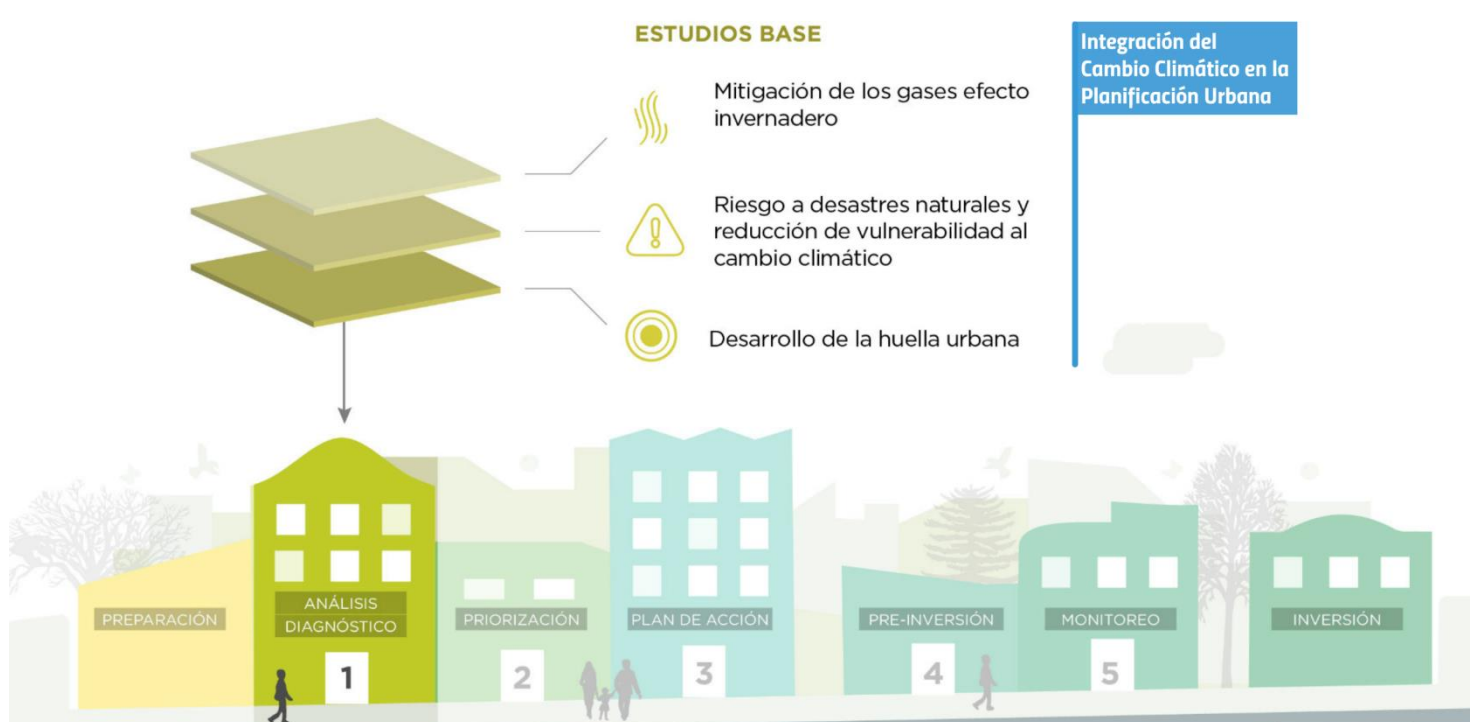 ESTUDIOS BASE
Mitigación de los gases efecto
invernadero
Riesgo a desastres naturales y
reducción de vulnerabilidad al
cambio climático
Desarrollo de la huella urbana
Integración del
Cambio Climático en la
Planificación Urbana
PREPARACIÓN
ANÁLISIS
DIAGNÓSTICO
1
PRIORIZACIÓN
2
PLAN DE ACCIÓN
3
PRE-INVERSIÓN
4
MONITOREO
5
INVERSIÓN